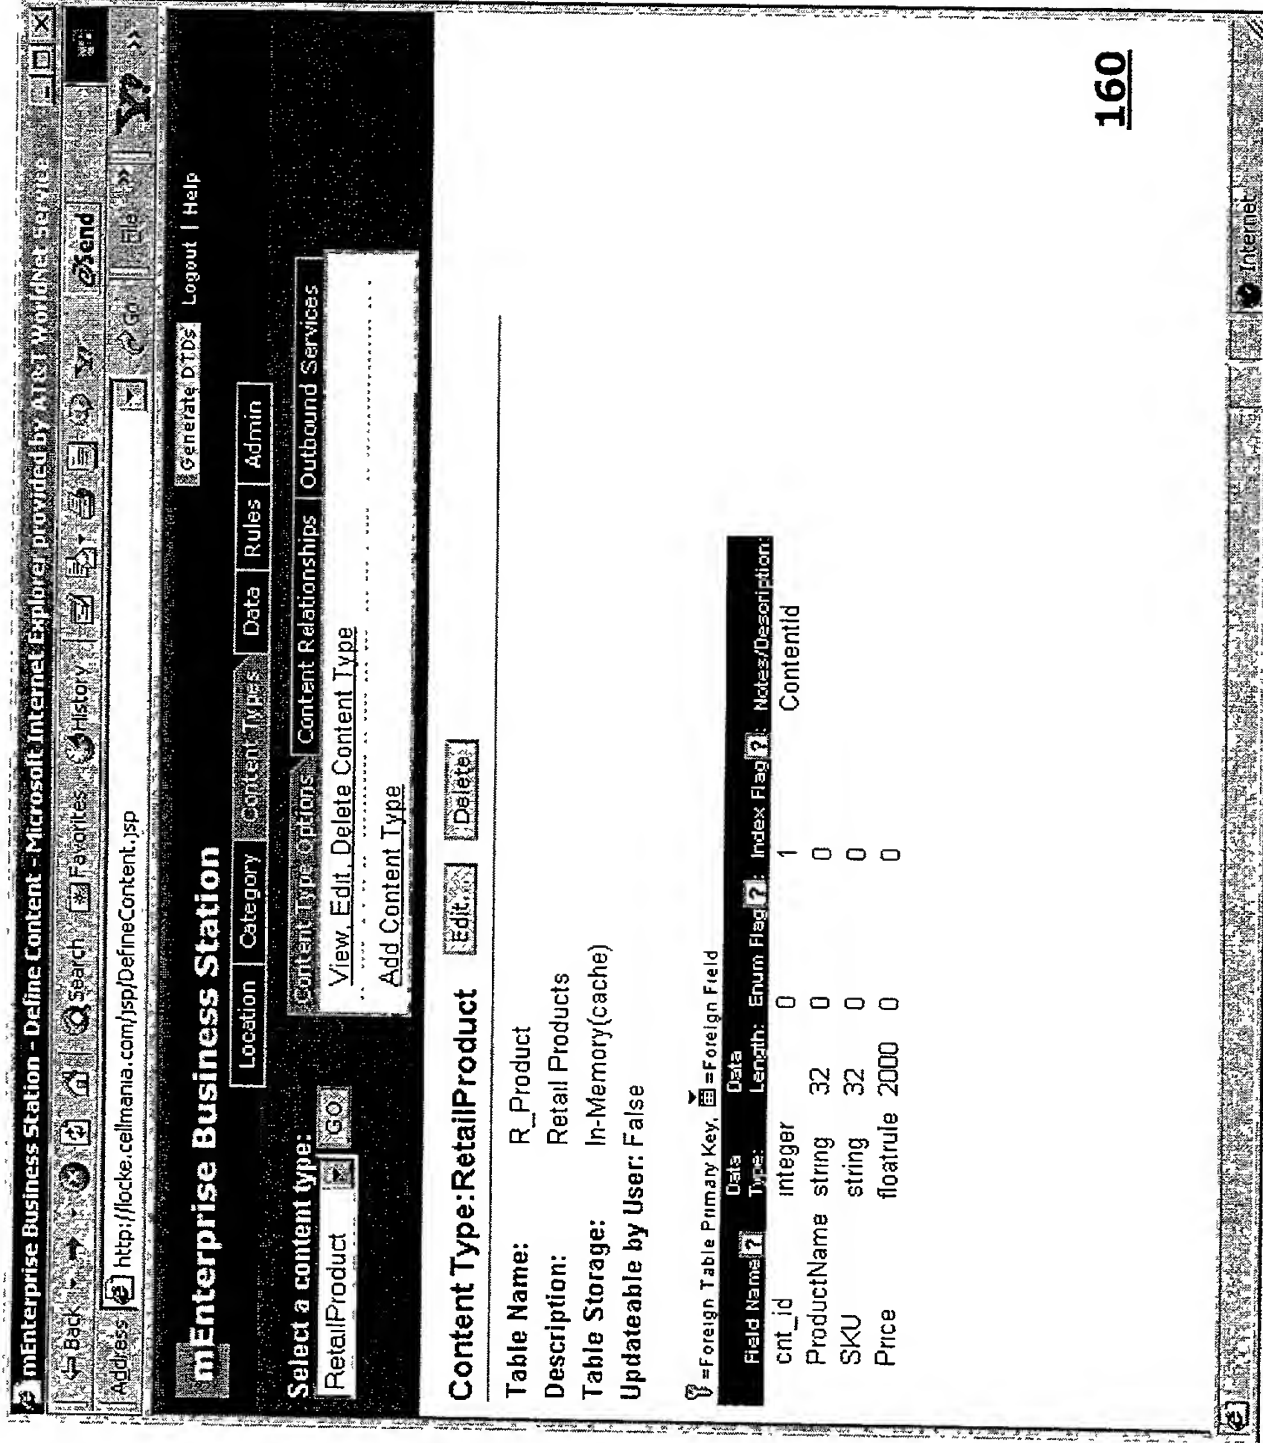 mEnterprise Business Station - Define Content - Microsoft Internet Explorer provided by AT&T WorldNet Service
Back Search Favorites History @Send
Address http://locke.cellmania.com/jsp/DefineContent.jsp Go File » Y! »
mEnterprise Business Station Generate DTDs Logout | Help
Location Category Content Types Data Rules Admin
Select a content type: Content Type Options Content Relationships Outbound Services
RetailProduct GO View, Edit, Delete Content Type
Add Content Type
Content Type:RetailProduct Edit Delete
Table Name: R_Product
Description: Retail Products
Table Storage: In-Memory(cache)
Updateable by User: False
=Foreign Table Primary Key, =Foreign Field
Field Name ? Data Type: Data Length: Enum Flag ? : Index Flag ? : Notes/Description:
cnt_id integer 0 1 ContentId
ProductName string 32 0 0
SKU string 32 0 0
Price floatrule 2000 0 0
160
Internet